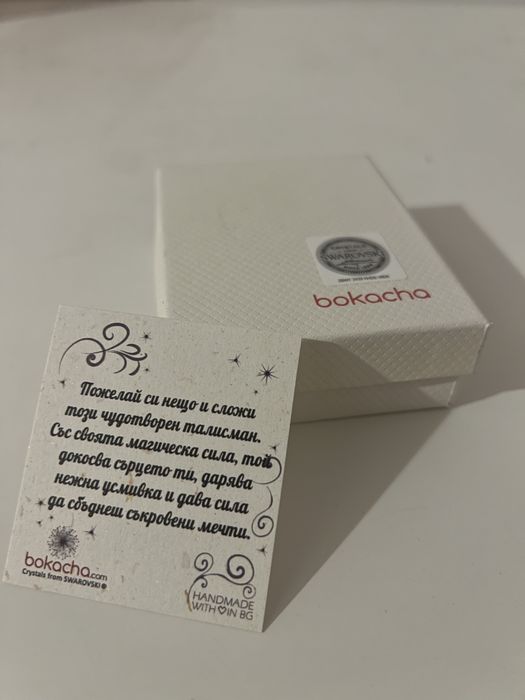 SWAROVSKI
bokacha
Пожелай си нещо и сложи
този чудотворен талисман.
Със своята магическа сила, той
докосва сърцето ти, дарява
нежна усмивка и дава сила
да сбъднеш съкровени мечти.
bokacha.com
Crystals from SWAROVSKI
HANDMADE
WITH IN BG